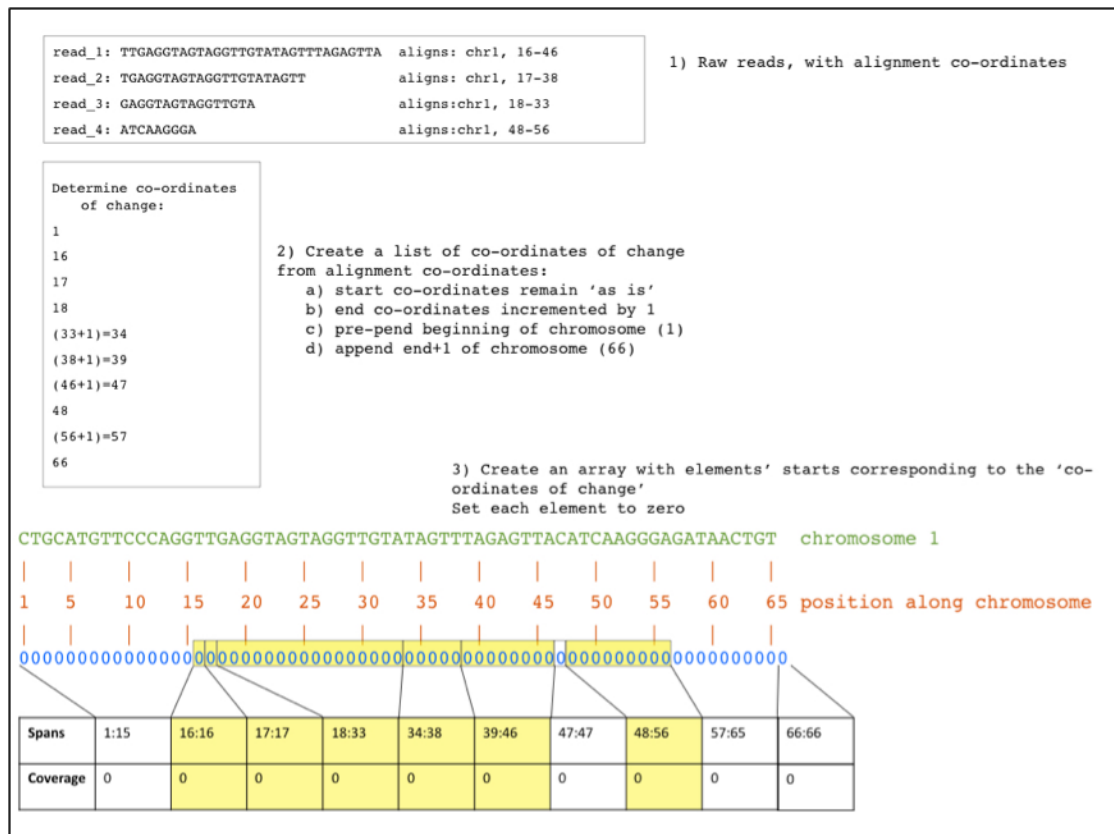 read_1: TTGAGGTAGTAGGTTGTATAGTTTAGAGTTA aligns: chr1, 16-46
read_2: TGAGGTAGTAGGTTGTATAGTT aligns: chr1, 17-38
read_3: GAGGTAGTAGGTTGTA aligns:chr1, 18-33
read_4: ATCAAGGGA aligns:chr1, 48-56
1) Raw reads, with alignment co-ordinates
Determine co-ordinates
of change:
1
16
17
18
(33+1)=34
(38+1)=39
(46+1)=47
48
(56+1)=57
66
2) Create a list of co-ordinates of change
from alignment co-ordinates:
a) start co-ordinates remain ‘as is’
b) end co-ordinates incremented by 1
c) pre-pend beginning of chromosome (1)
d) append end+1 of chromosome (66)
3) Create an array with elements’ starts corresponding to the ‘co-
ordinates of change’
Set each element to zero
CTGCATGTTCCCAGGTTGAGGTAGTAGGTTGTATAGTTTAGAGTTACATCAAGGGAGATAACTGT chromosome 1
1 5 10 15 20 25 30 35 40 45 50 55 60 65 position along chromosome
000000000000000000000000000000000000000000000000000000000000000000
Spans 1:15 16:16 17:17 18:33 34:38 39:46 47:47 48:56 57:65 66:66
Coverage 0 0 0 0 0 0 0 0 0 0